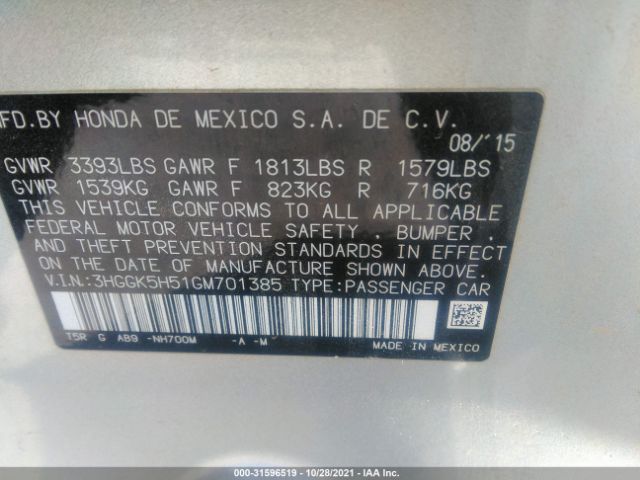 MFD.BY HONDA DE MEXICO S.A. DE C.V.
08/'15
GVWR 3393LBS GAWR F 1813LBS R 1579LBS
GVWR 1539KG GAWR F 823KG R 716KG
THIS VEHICLE CONFORMS TO ALL APPLICABLE
FEDERAL MOTOR VEHICLE SAFETY , BUMPER ,
AND THEFT PREVENTION STANDARDS IN EFFECT
ON THE DATE OF MANUFACTURE SHOWN ABOVE.
V.I.N.:3HGGK5H51GM701385 TYPE:PASSENGER CAR
T5R G AB9 -NH700M -A -M MADE IN MEXICO
000-31596519 - 10/28/2021 - IAA Inc.